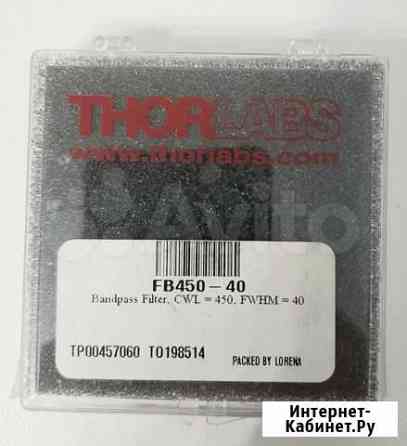 THORLABS
www.thorlabs.com
Avito
FB450-40
Bandpass Filter, CWL = 450, FWHM = 40
TP00457060 TO198514
PACKED BY LORENA
Интернет-
Кабинет.Ру